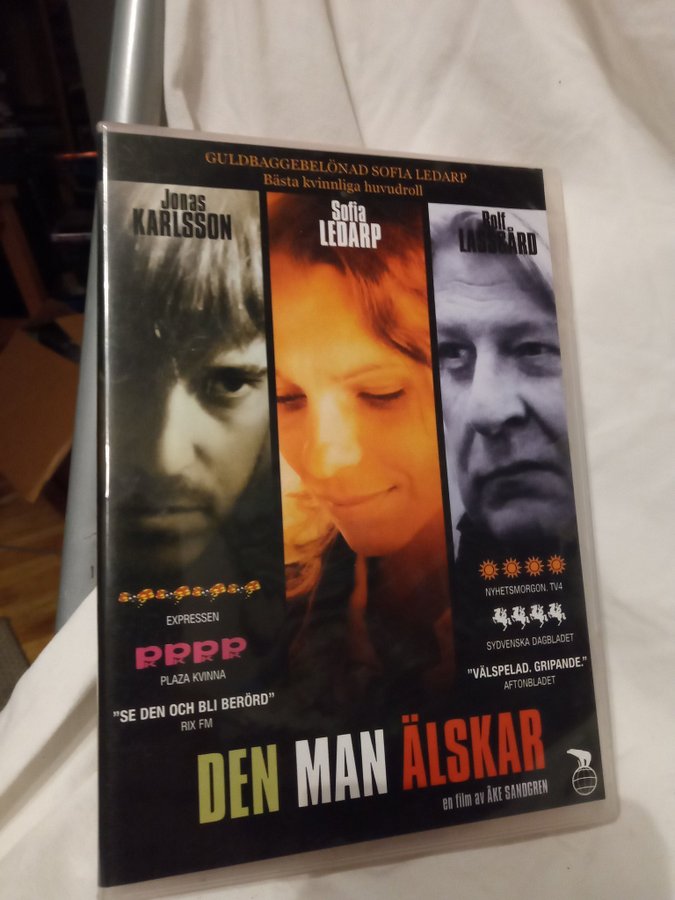 GULDBAGGEBELÖNAD SOFIA LEDARP
Bästa kvinnliga huvudroll
Jonas
KARLSSON
Sofia
LEDARP
Rolf
LASSGÅRD
EXPRESSEN
RRRR
PLAZA KVINNA
"SE DEN OCH BLI BERÖRD"
RIX FM
NYHETSMORGON. TV4
SYDVENSKA DAGBLADET
"VÄLSPELAD. GRIPANDE."
AFTONBLADET
DEN MAN ÄLSKAR
en film av ÅKE SANDGREN